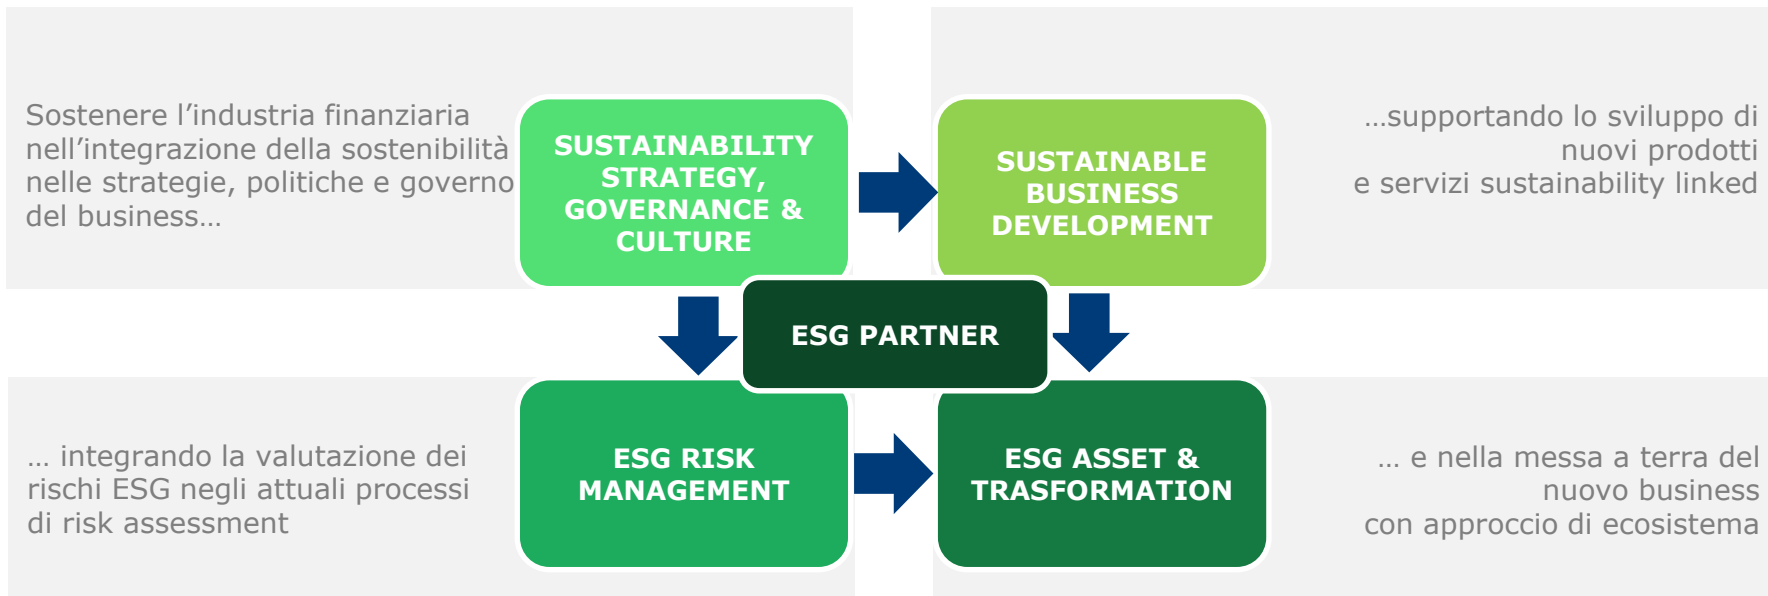 Sostenere l’industria finanziaria
nell’integrazione della sostenibilità
nelle strategie, politiche e governo
del business…
SUSTAINABILITY
STRATEGY,
GOVERNANCE &
CULTURE
SUSTAINABLE
BUSINESS
DEVELOPMENT
…supportando lo sviluppo di
nuovi prodotti
e servizi sustainability linked
ESG PARTNER
… integrando la valutazione dei
rischi ESG negli attuali processi
di risk assessment
ESG RISK
MANAGEMENT
ESG ASSET &
TRASFORMATION
… e nella messa a terra del
nuovo business
con approccio di ecosistema